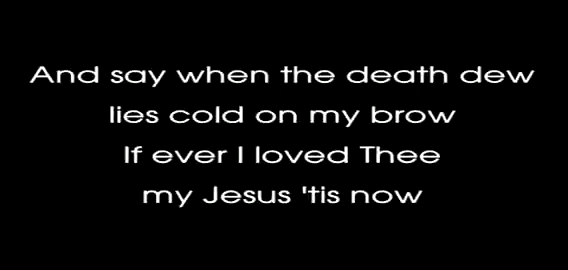 And say when the death dew
lies cold on my brow
If ever I loved Thee
my Jesus 'tis now